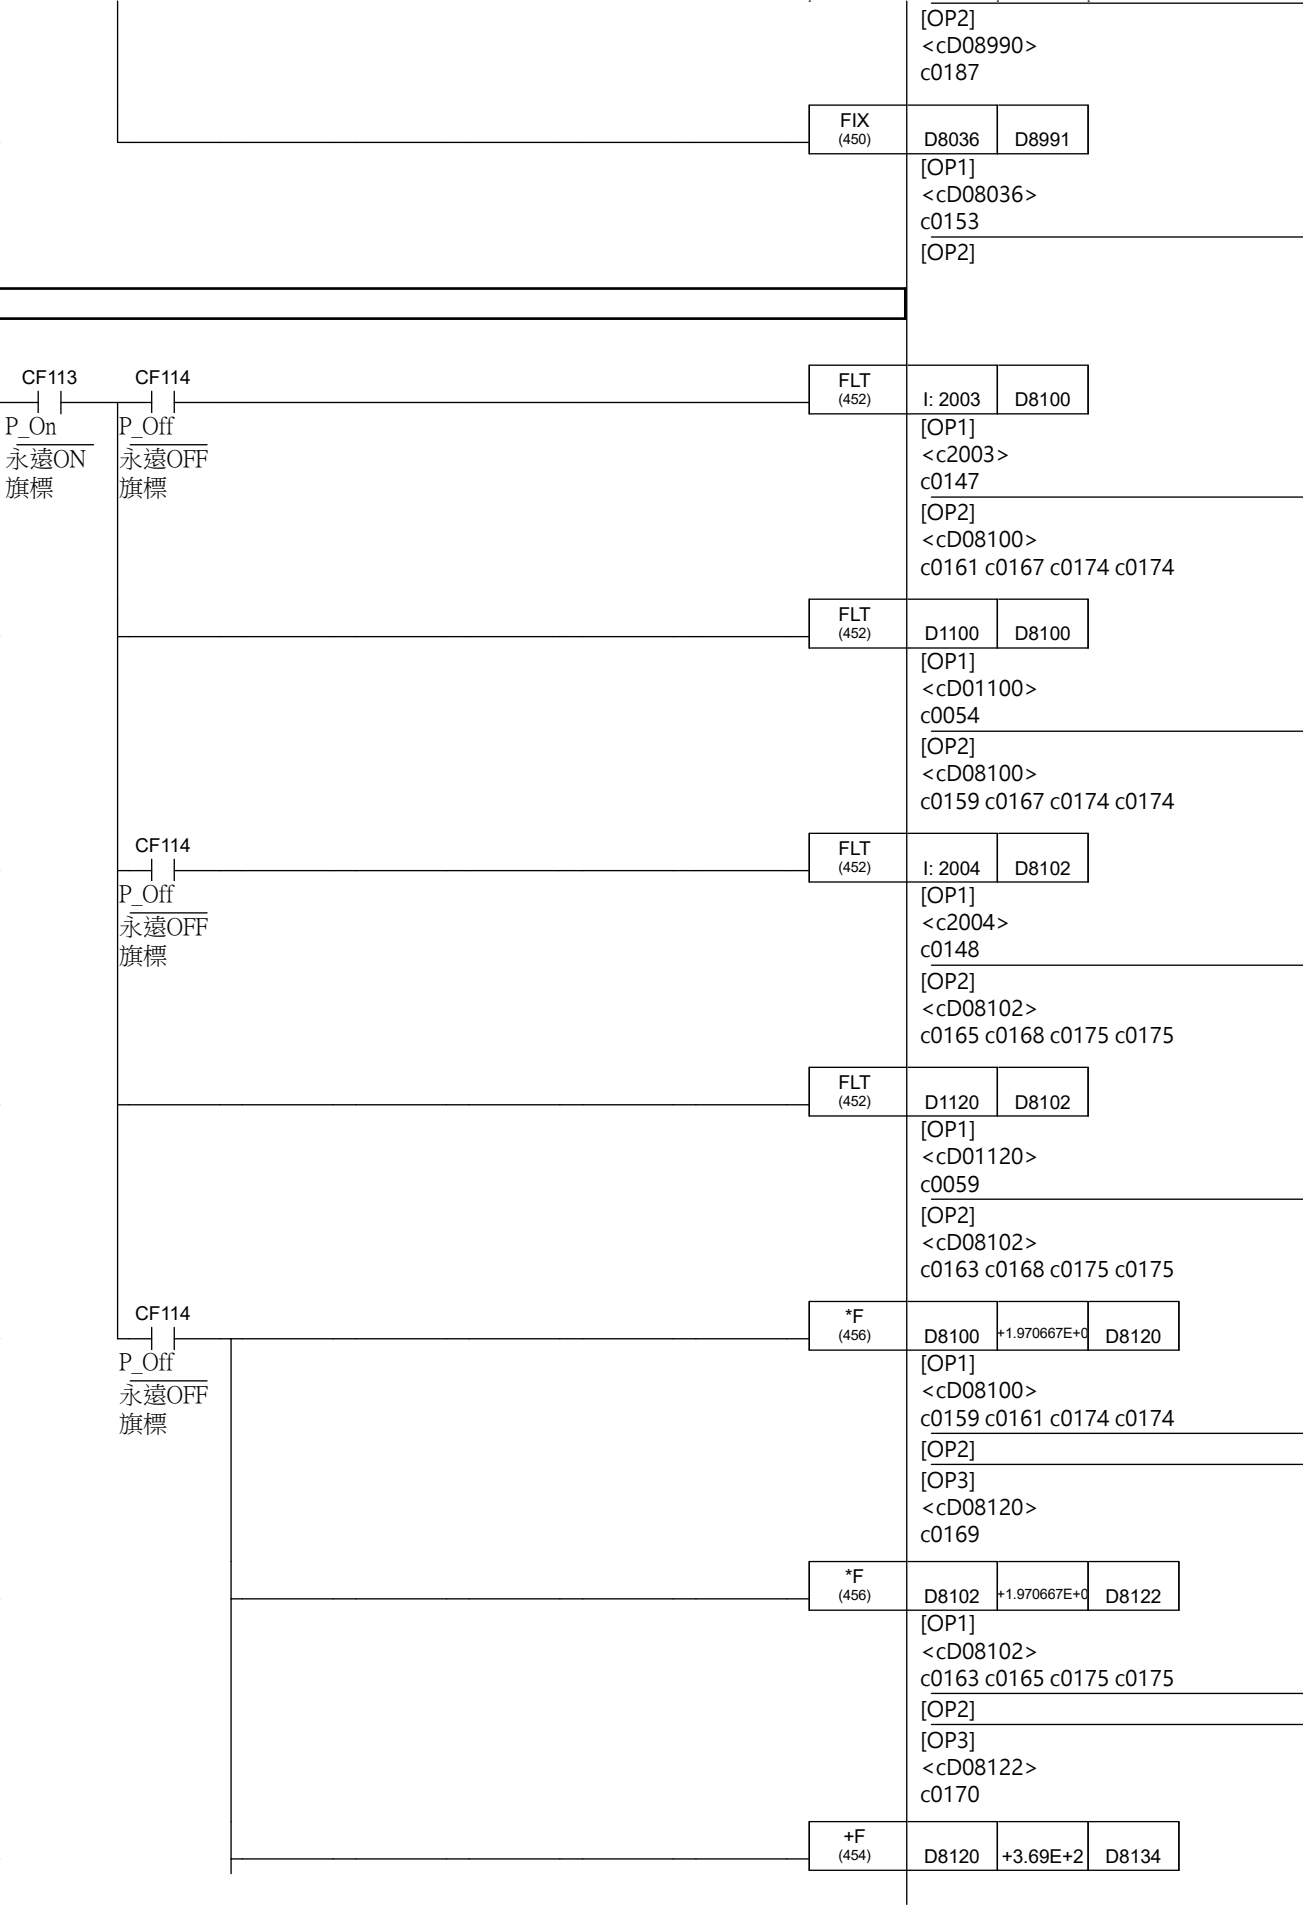 [OP2]
<cD08990>
c0187
FIX
(450)
D8036 D8991
[OP1]
<cD08036>
c0153
[OP2]
CF113 CF114
P_On P_Off
永遠ON 永遠OFF
旗標 旗標
FLT
(452)
I: 2003 D8100
[OP1]
<c2003>
c0147
[OP2]
<cD08100>
c0161 c0167 c0174 c0174
FLT
(452)
D1100 D8100
[OP1]
<cD01100>
c0054
[OP2]
<cD08100>
c0159 c0167 c0174 c0174
CF114
P_Off
永遠OFF
旗標
FLT
(452)
I: 2004 D8102
[OP1]
<c2004>
c0148
[OP2]
<cD08102>
c0165 c0168 c0175 c0175
FLT
(452)
D1120 D8102
[OP1]
<cD01120>
c0059
[OP2]
<cD08102>
c0163 c0168 c0175 c0175
CF114
P_Off
永遠OFF
旗標
*F
(456)
D8100 +1.970667E+0 D8120
[OP1]
<cD08100>
c0159 c0161 c0174 c0174
[OP2]
[OP3]
<cD08120>
c0169
*F
(456)
D8102 +1.970667E+0 D8122
[OP1]
<cD08102>
c0163 c0165 c0175 c0175
[OP2]
[OP3]
<cD08122>
c0170
+F
(454)
D8120 +3.69E+2 D8134